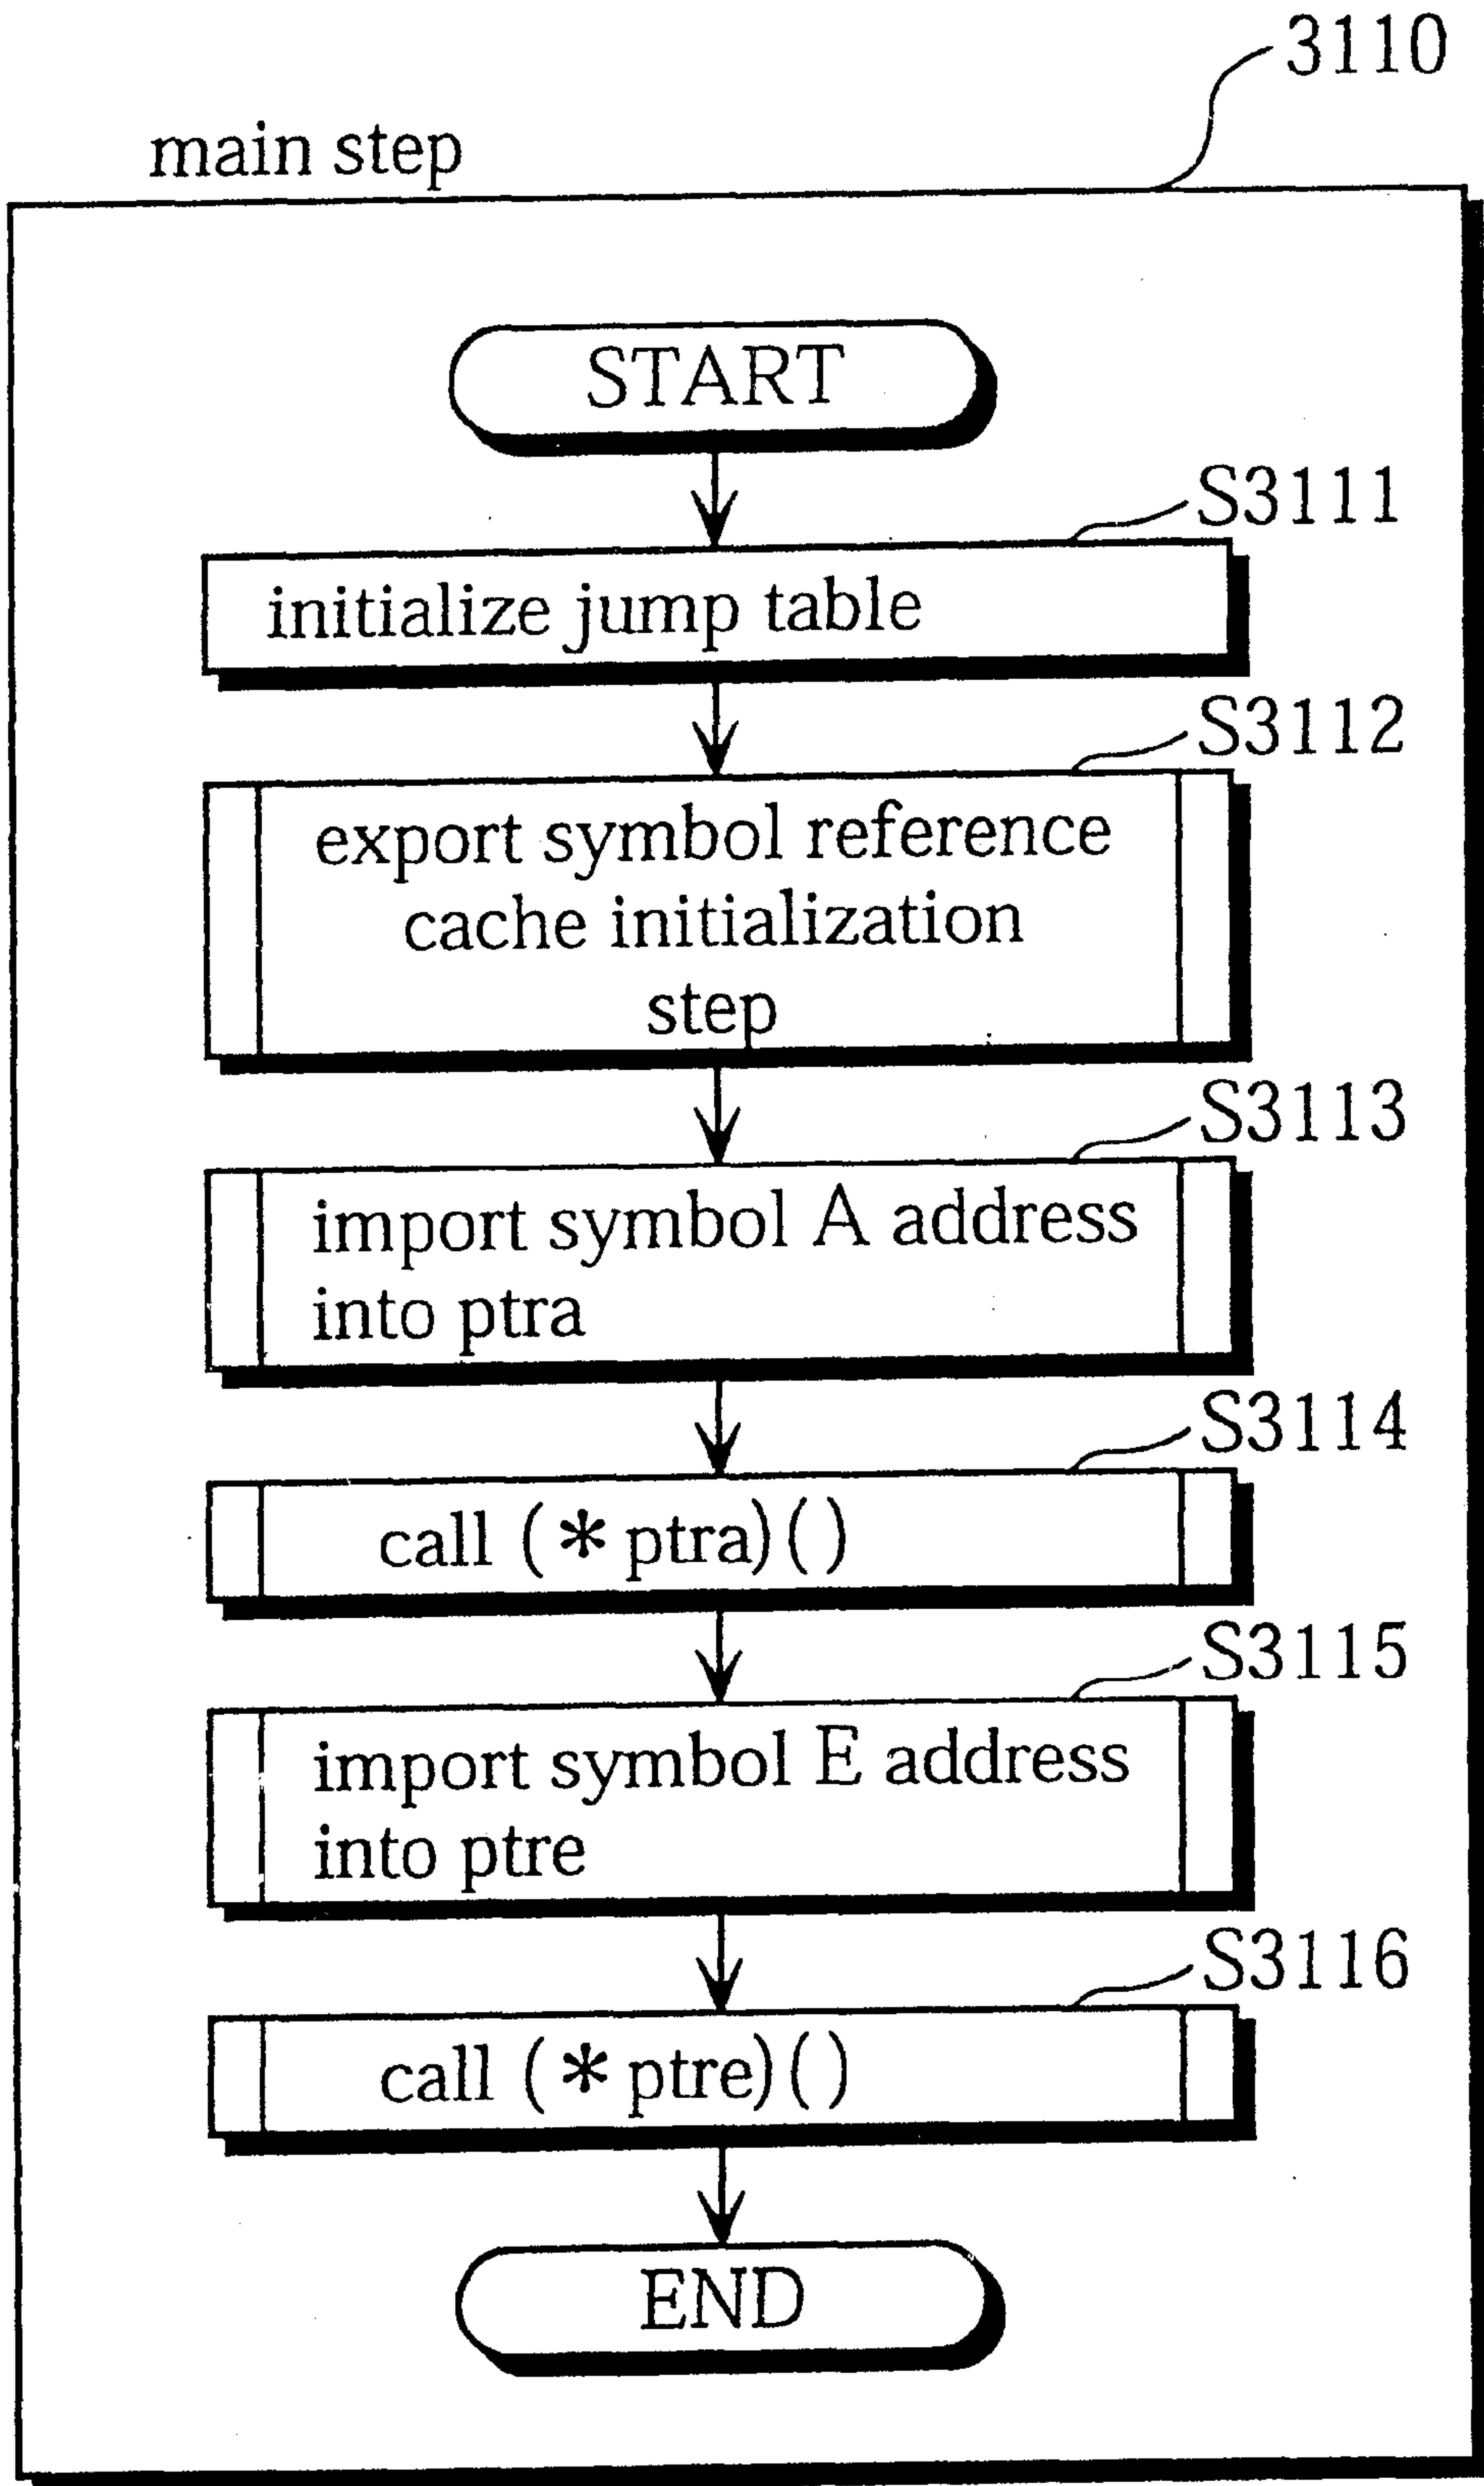 3110
main step
START
S3111
initialize jump table
S3112
export symbol reference
cache initialization
step
S3113
import symbol A address
into ptra
S3114
call (* ptra)()
S3115
import symbol E address
into ptre
S3116
call (* ptre)()
END